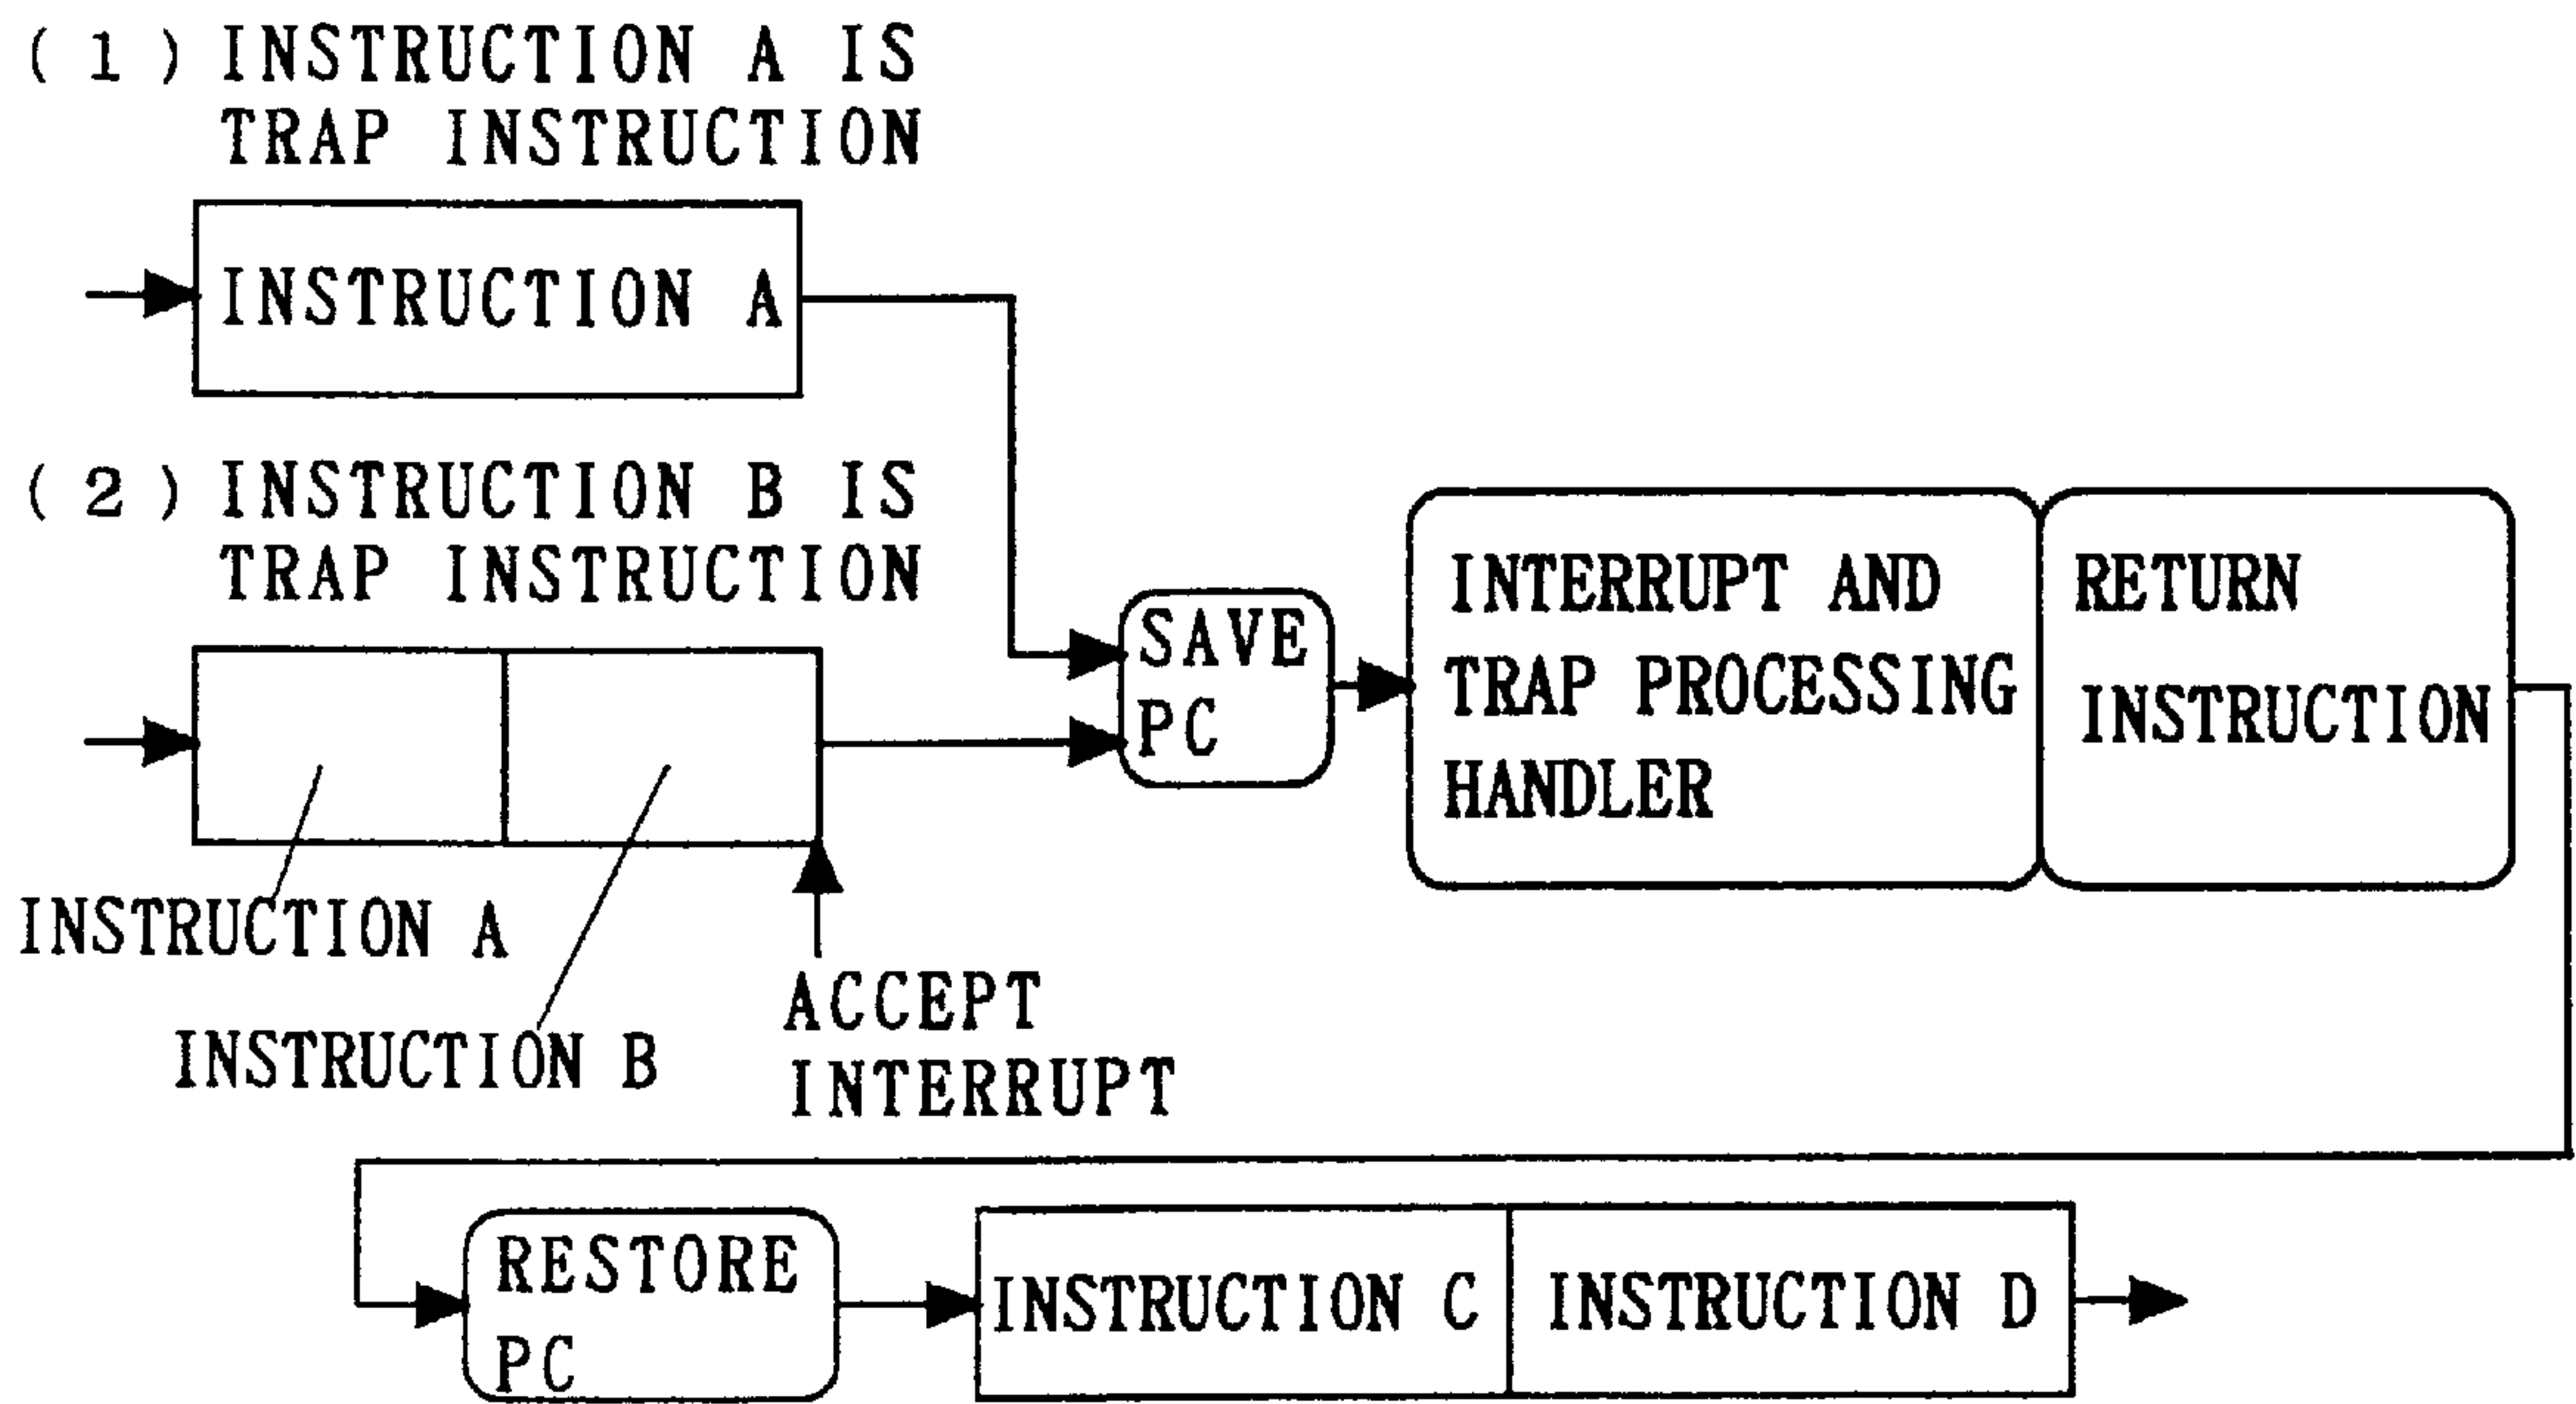 ( 1 ) INSTRUCTION A IS
TRAP INSTRUCTION
INSTRUCTION A
( 2 ) INSTRUCTION B IS
TRAP INSTRUCTION
SAVE
PC
INTERRUPT AND
TRAP PROCESSING
HANDLER
RETURN
INSTRUCTION
INSTRUCTION A
INSTRUCTION B
ACCEPT
INTERRUPT
RESTORE
PC
INSTRUCTION C
INSTRUCTION D